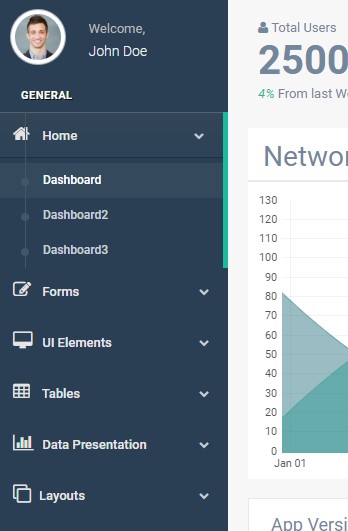 Welcome,
John Doe
GENERAL
Home
Dashboard
Dashboard2
Dashboard3
Forms
UI Elements
Tables
Data Presentation
Layouts
Total Users
2500
4% From last We
Networ
130
120
110
100
90
80
70
60
50
40
30
20
10
0
Jan 01
App Versi